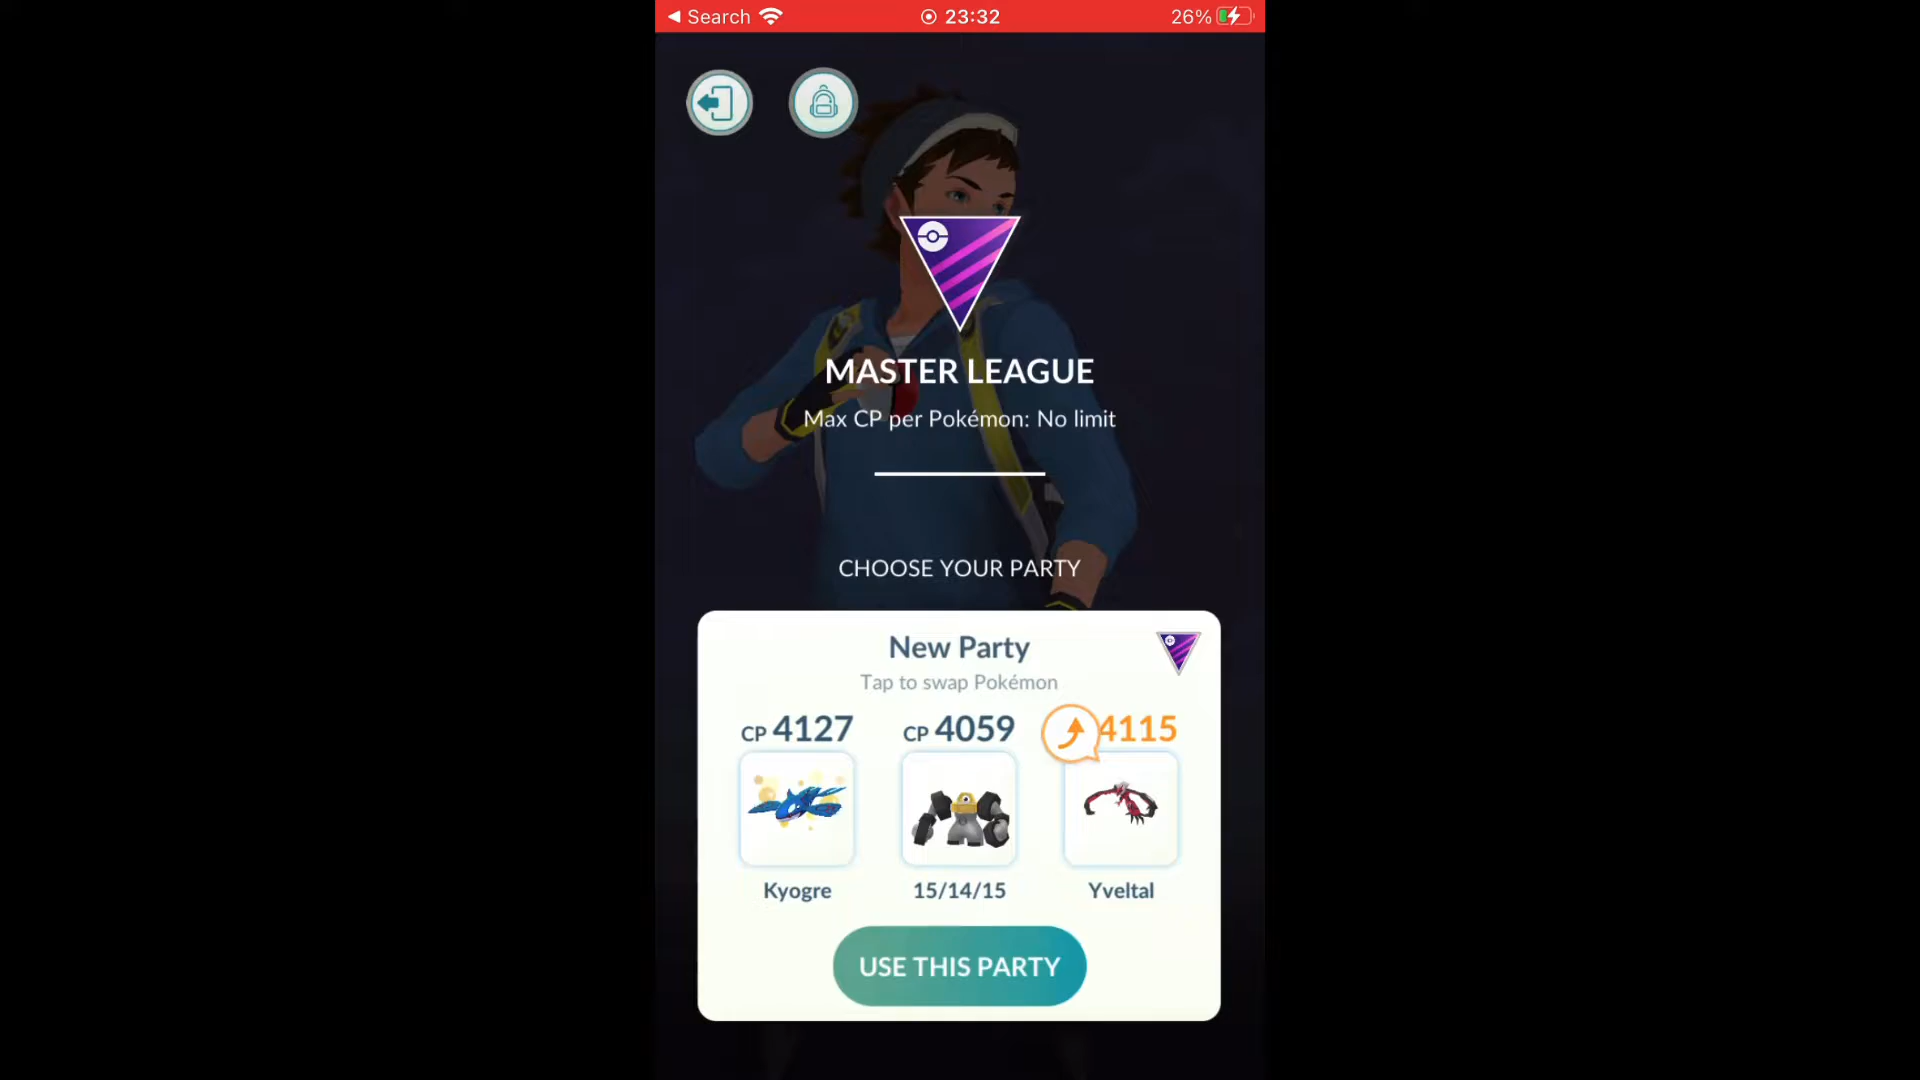 ◀ Search 23:32 26%
MASTER LEAGUE
Max CP per Pokémon: No limit
CHOOSE YOUR PARTY
New Party
Tap to swap Pokémon
CP 4127 CP 4059 4115
Kyogre 15/14/15 Yveltal
USE THIS PARTY